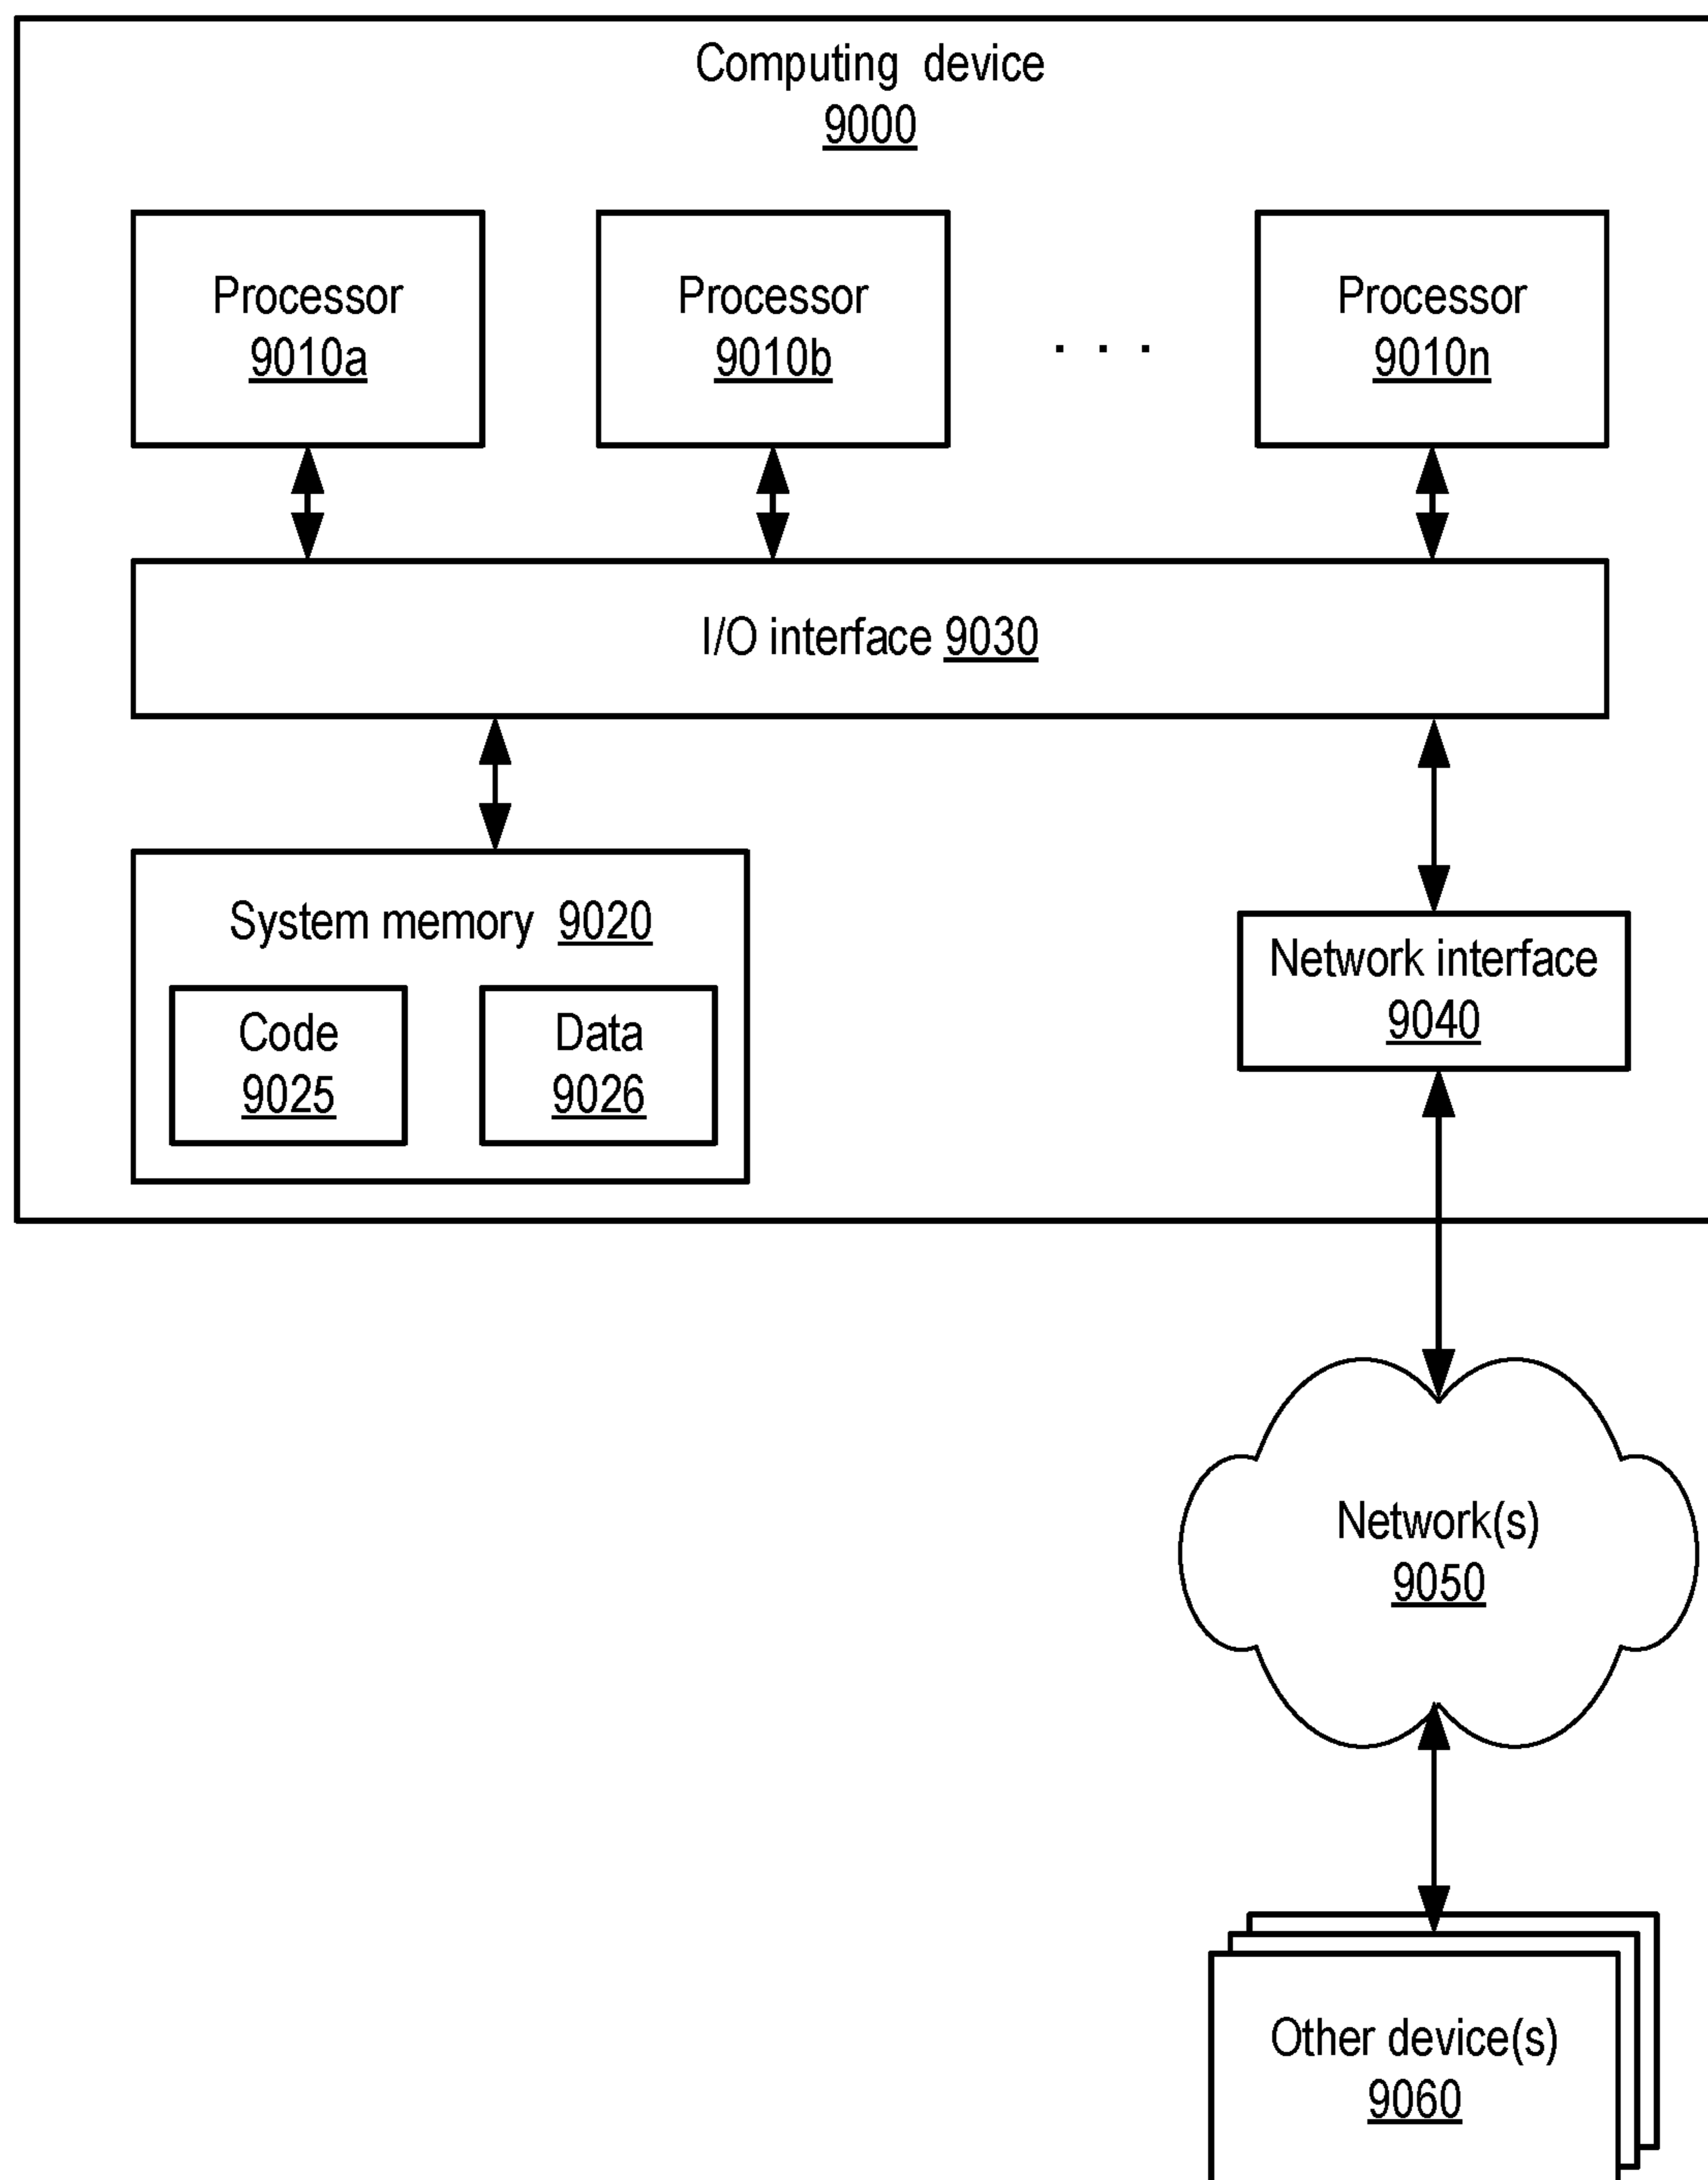 Computing device
9000
Processor
9010a
Processor
9010b
. . .
Processor
9010n
I/O interface 9030
System memory 9020
Code
9025
Data
9026
Network interface
9040
Network(s)
9050
Other device(s)
9060